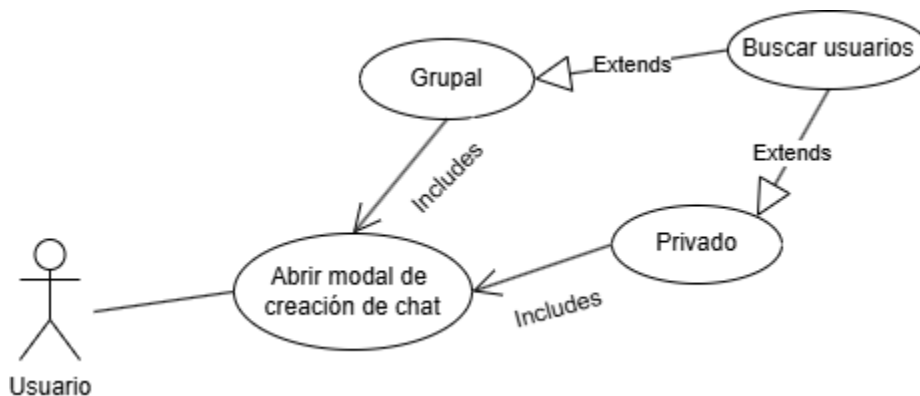 Buscar usuarios
Extends
Grupal
Extends
Includes
Privado
Abrir modal de
creación de chat
Includes
Usuario